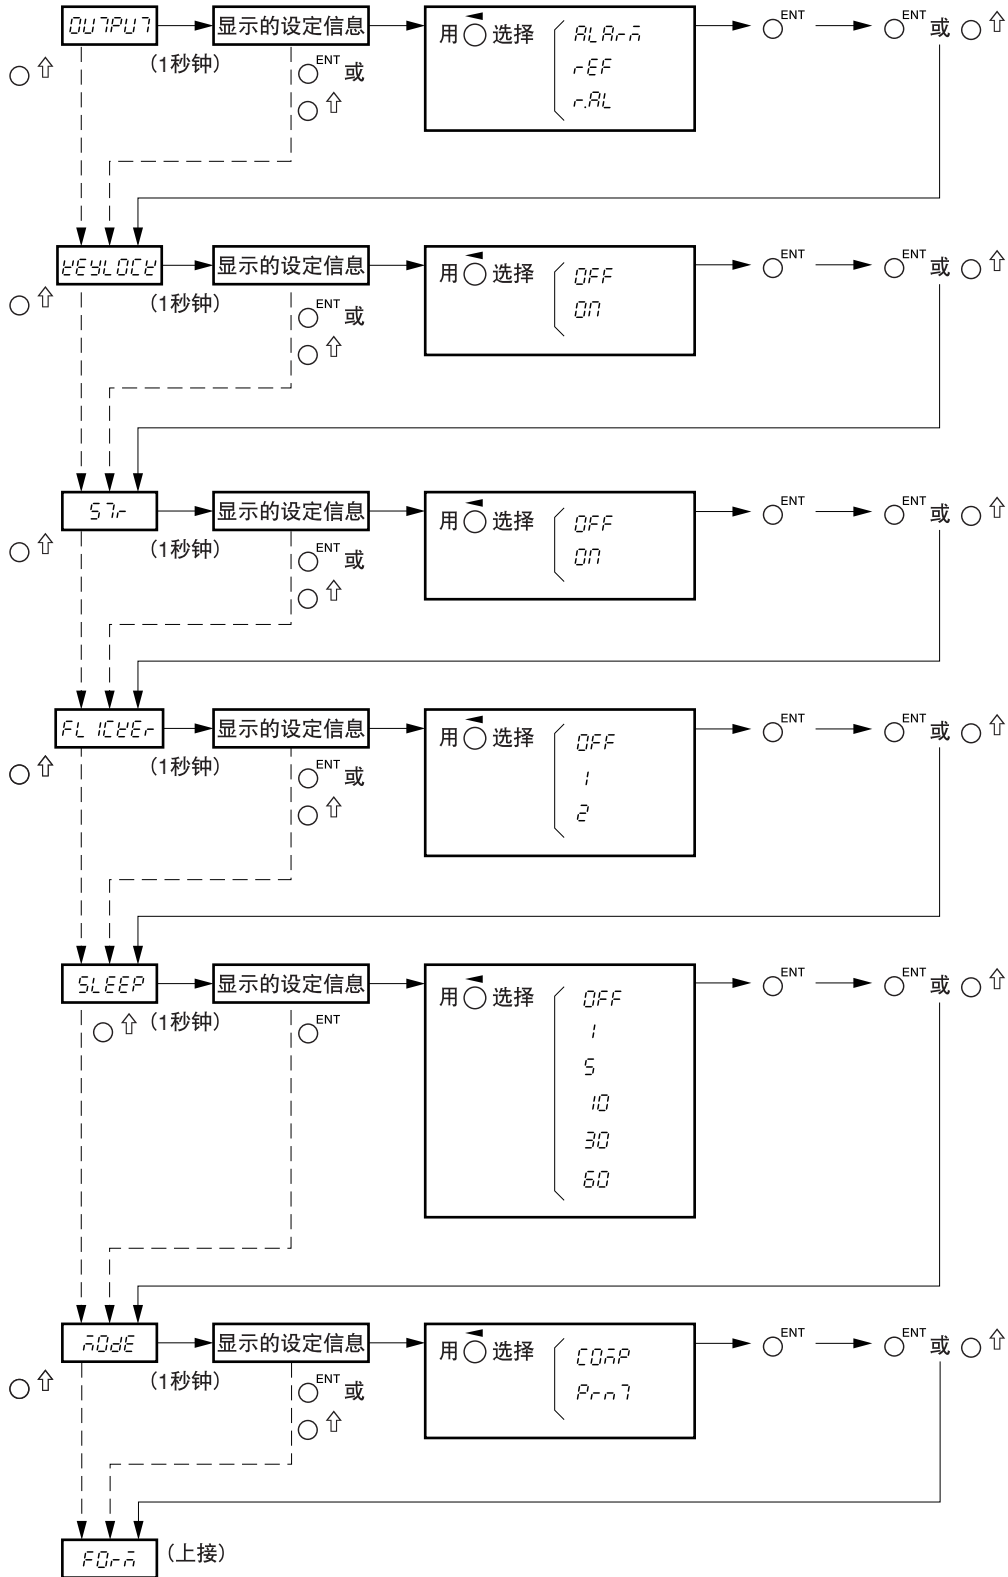 OUTPUT 显示的设定信息 用 选择 ALArm ENT ENT 或
(1秒钟) ENT 或 rEF
r.AL
KEYLOCK 显示的设定信息 用 选择 OFF ENT ENT 或
(1秒钟) ENT 或 ON
STr 显示的设定信息 用 选择 OFF ENT ENT 或
(1秒钟) ENT 或 ON
FLICKEr 显示的设定信息 用 选择 OFF ENT ENT 或
(1秒钟) ENT 或 1
2
SLEEP 显示的设定信息 用 选择 OFF ENT ENT 或
(1秒钟) ENT 1
5
10
30
60
mOdE 显示的设定信息 用 选择 COmP ENT ENT 或
(1秒钟) ENT 或 PrnT
FOrm (上接)